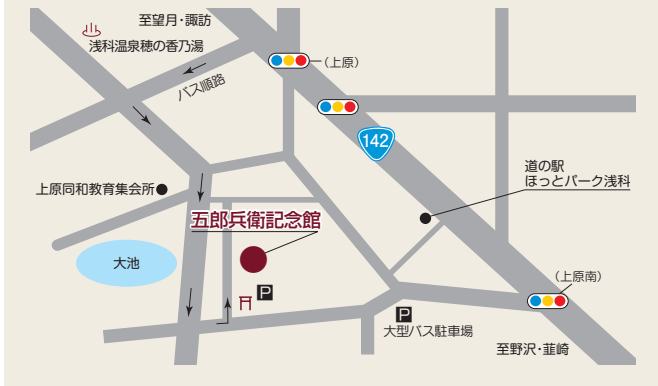 至望月・諏訪
浅科温泉穂の香乃湯
(上原)
バス順路
142
道の駅
ほっとパーク浅科
上原同和教育集会所
五郎兵衛記念館
大池
P
(上原南)
P
大型バス駐車場
至野沢・韮崎